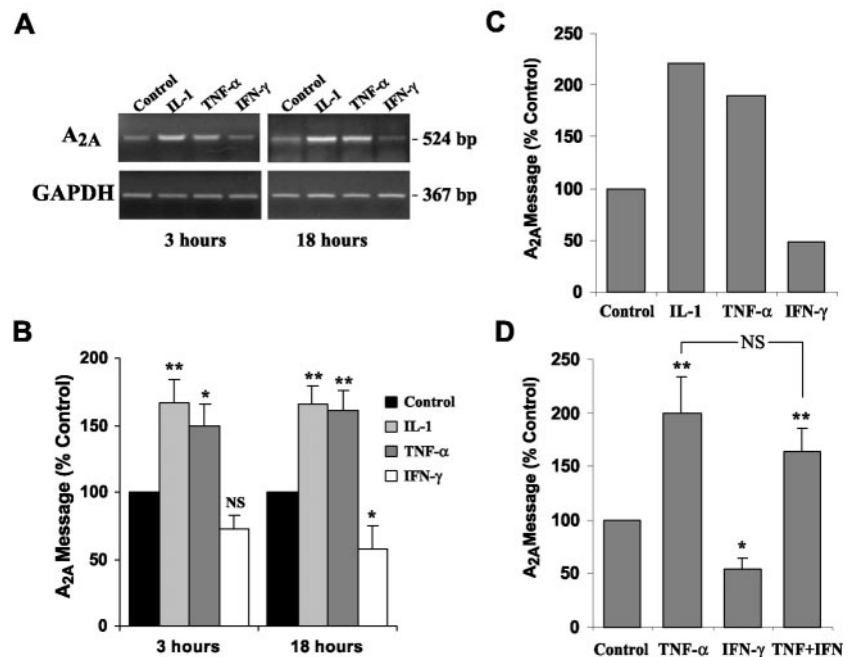 A
Control IL-1 TNF-α IFN-γ Control IL-1 TNF-α IFN-γ
A2A - 524 bp
GAPDH - 367 bp
3 hours 18 hours
B
A2A Message (% Control)
200
150
100
50
0
** * NS ** ** *
Control
IL-1
TNF-α
IFN-γ
3 hours 18 hours
C
A2A Message (% Control)
250
200
150
100
50
0
Control IL-1 TNF-α IFN-γ
D
A2A Message (% Control)
250
200
150
100
50
0
NS
** * **
Control TNF-α IFN-γ TNF+IFN